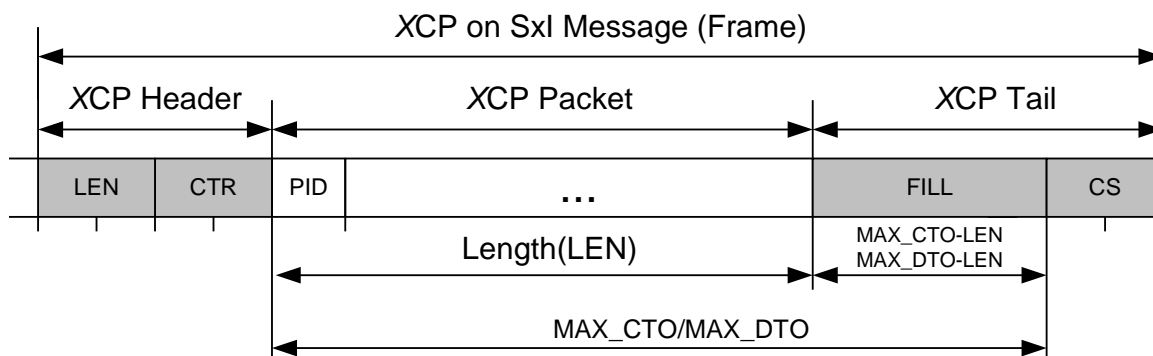 XCP on SxI Message (Frame)
XCP Header XCP Packet XCP Tail
LEN CTR PID ... FILL CS
Length(LEN) MAX_CTO-LEN
MAX_DTO-LEN
MAX_CTO/MAX_DTO